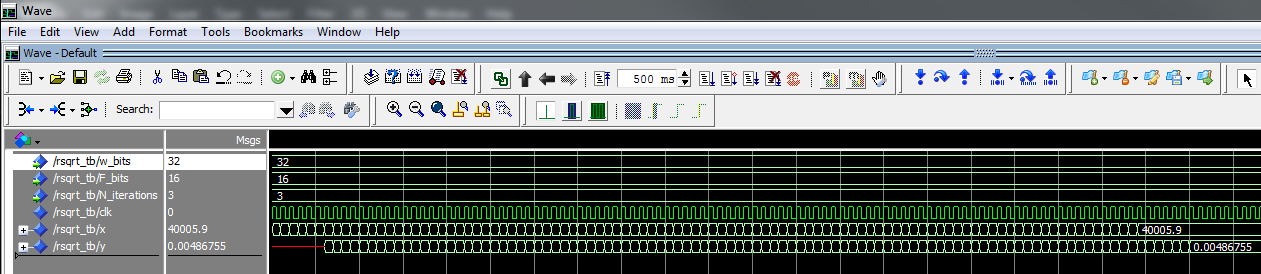 Wave
File Edit View Add Format Tools Bookmarks Window Help
Wave - Default
500 ms
Search:
Msgs
/rsqrt_tb/w_bits 32 32
/rsqrt_tb/F_bits 16 16
/rsqrt_tb/N_iterations 3 3
/rsqrt_tb/clk 0
/rsqrt_tb/x 40005.9 40005.9
/rsqrt_tb/y 0.00486755 0.00486755